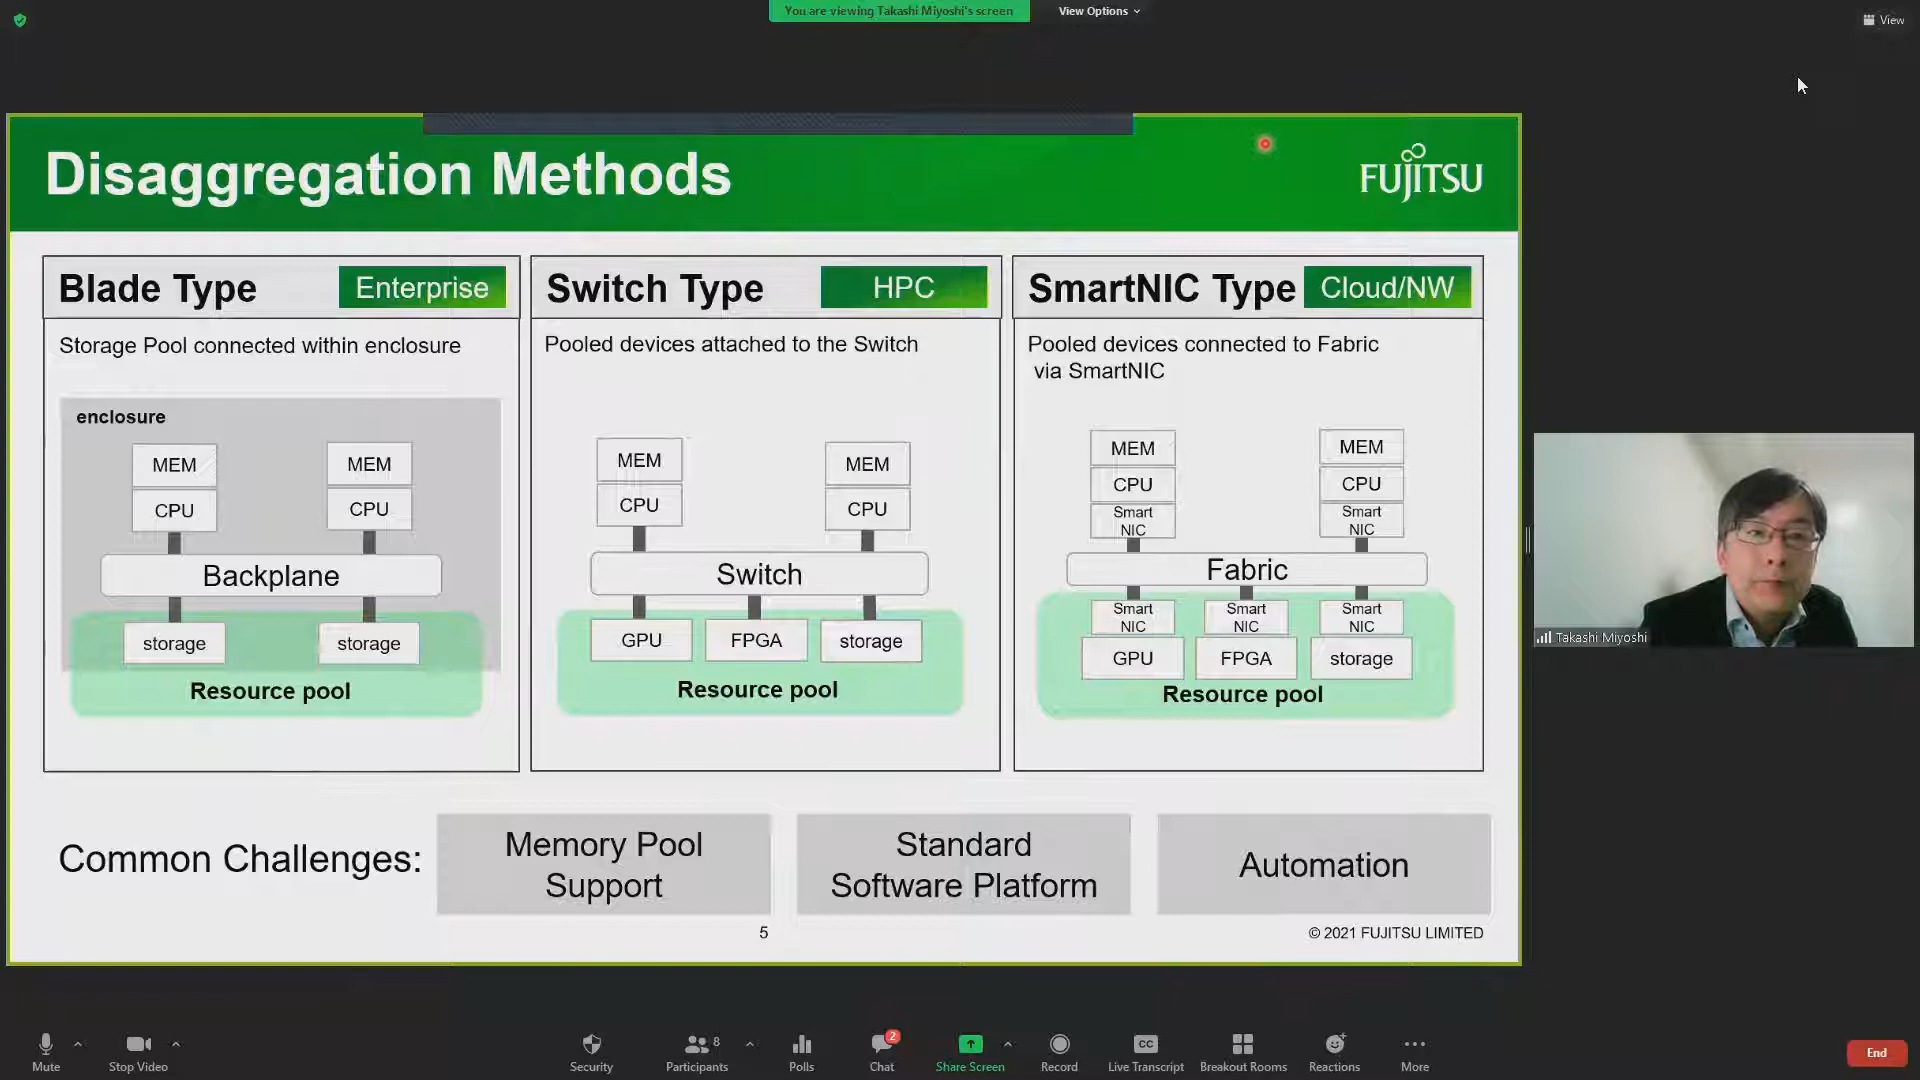 You are viewing Takashi Miyoshi's screen
View Options
View
Disaggregation Methods
FUJITSU
Blade Type
Enterprise
Storage Pool connected within enclosure
enclosure
MEM
MEM
CPU
CPU
Backplane
storage
storage
Resource pool
Switch Type
HPC
Pooled devices attached to the Switch
MEM
MEM
CPU
CPU
Switch
GPU
FPGA
storage
Resource pool
SmartNIC Type
Cloud/NW
Pooled devices connected to Fabric
via SmartNIC
MEM
MEM
CPU
CPU
Smart
NIC
Smart
NIC
Fabric
Smart
NIC
Smart
NIC
Smart
NIC
GPU
FPGA
storage
Resource pool
Common Challenges:
Memory Pool
Support
Standard
Software Platform
Automation
5
© 2021 FUJITSU LIMITED
Takashi Miyoshi
Mute
Stop Video
Security
8
Participants
Polls
2
Chat
Share Screen
Record
CC
Live Transcript
Breakout Rooms
Reactions
More
End